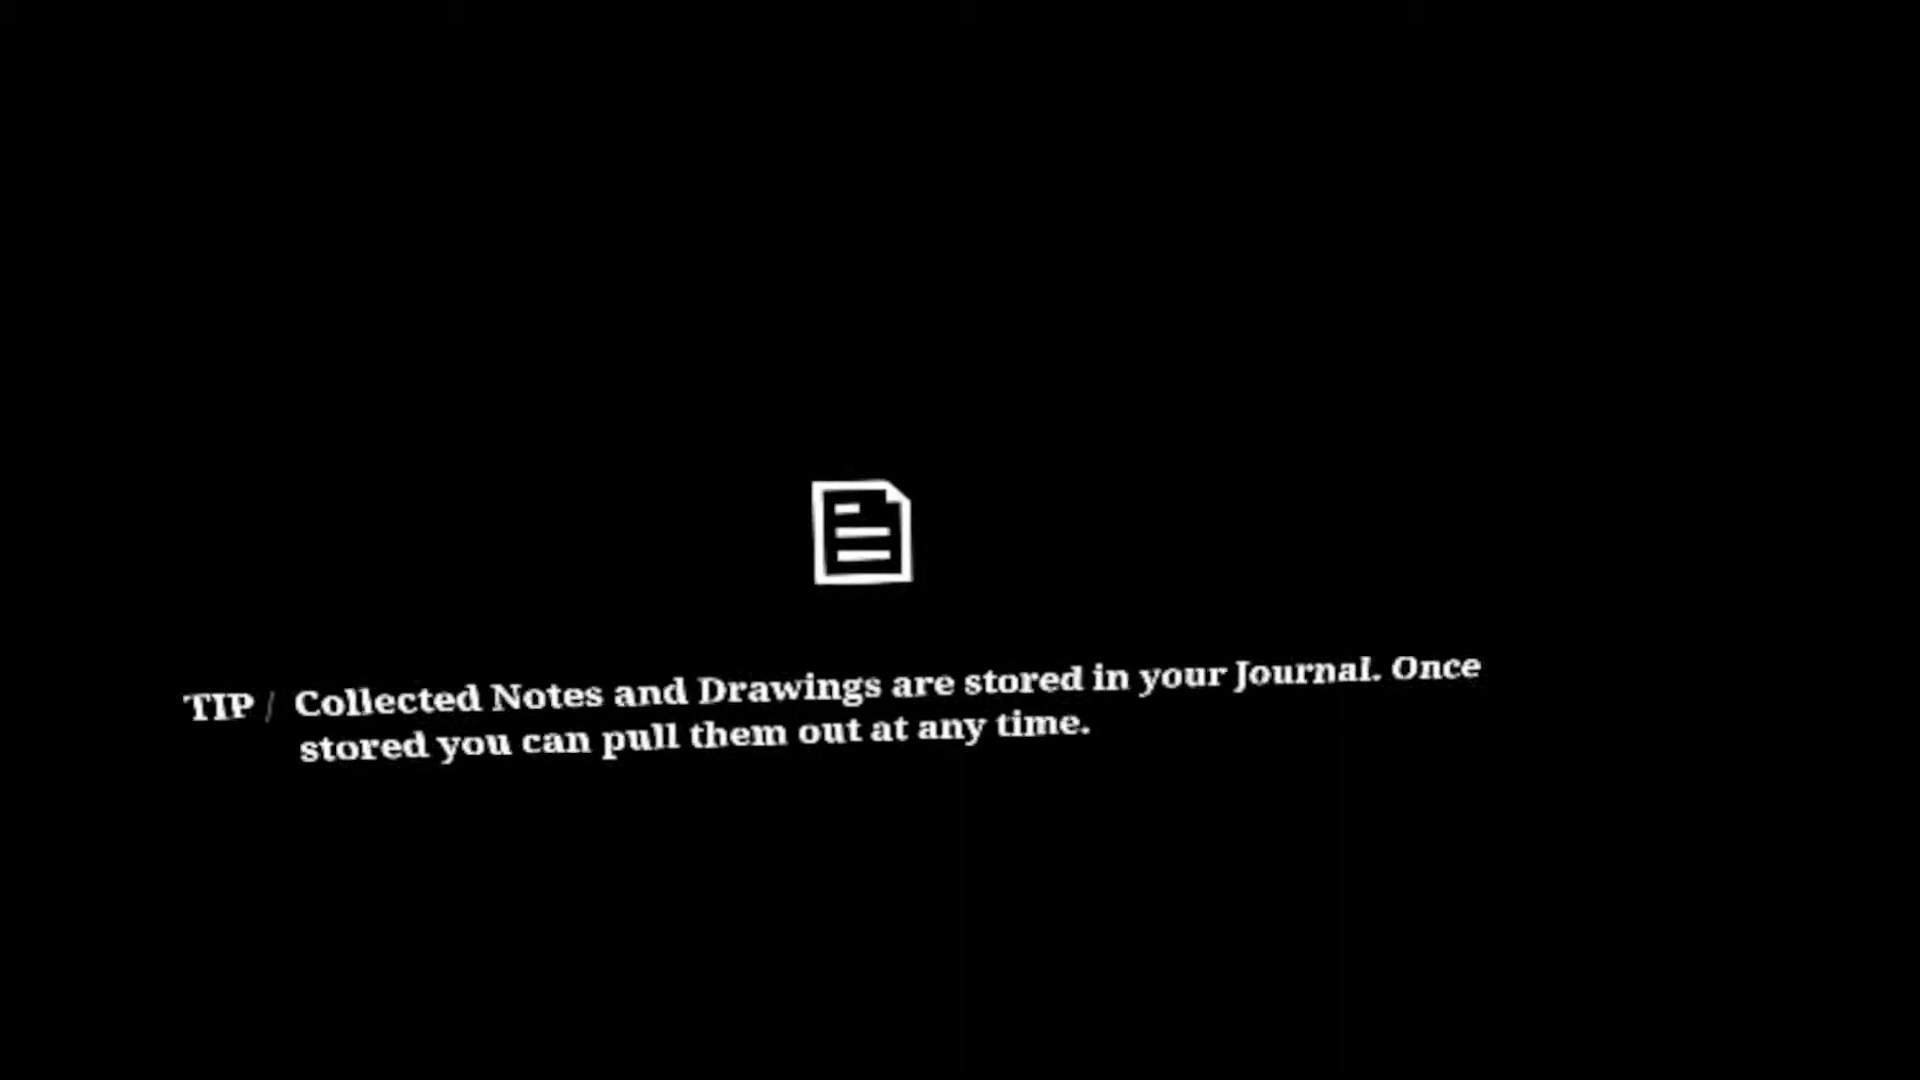 TIP / Collected Notes and Drawings are stored in your Journal. Once
stored you can pull them out at any time.